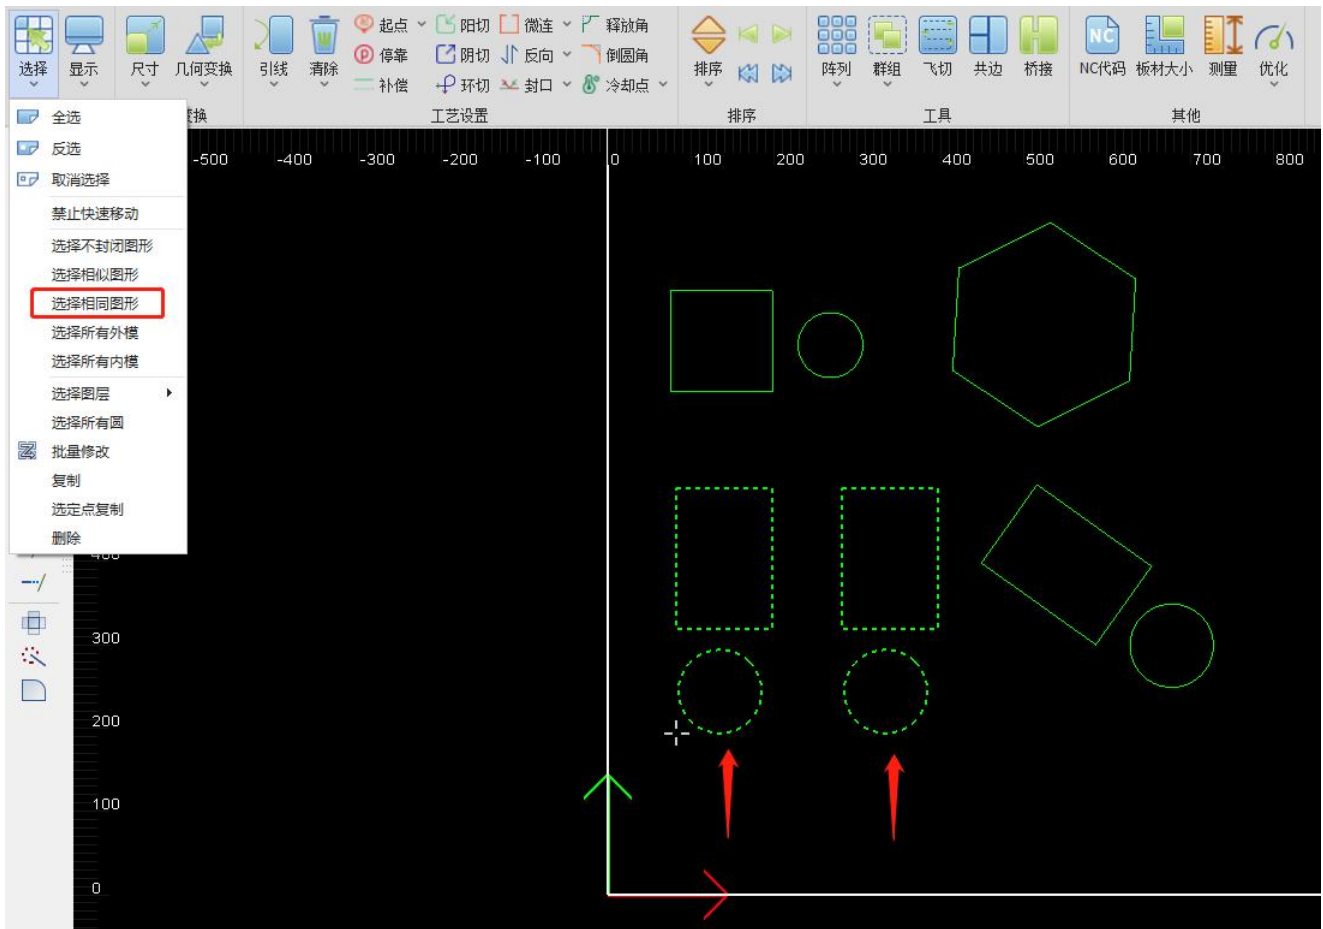 选择
显示
尺寸
几何变换
引线
清除
起点
停靠
补偿
阳切
阴切
环切
微连
反向
封口
释放角
倒圆角
冷却点
排序
阵列
群组
飞切
共边
桥接
NC
NC代码
板材大小
测量
优化
变换
工艺设置
排序
工具
其他
全选
反选
取消选择
禁止快速移动
选择不封闭图形
选择相似图形
选择相同图形
选择所有外模
选择所有内模
选择图层
选择所有圆
批量修改
复制
选定点复制
删除
-500 -400 -300 -200 -100 0 100 200 300 400 500 600 700 800
400
300
200
100
0